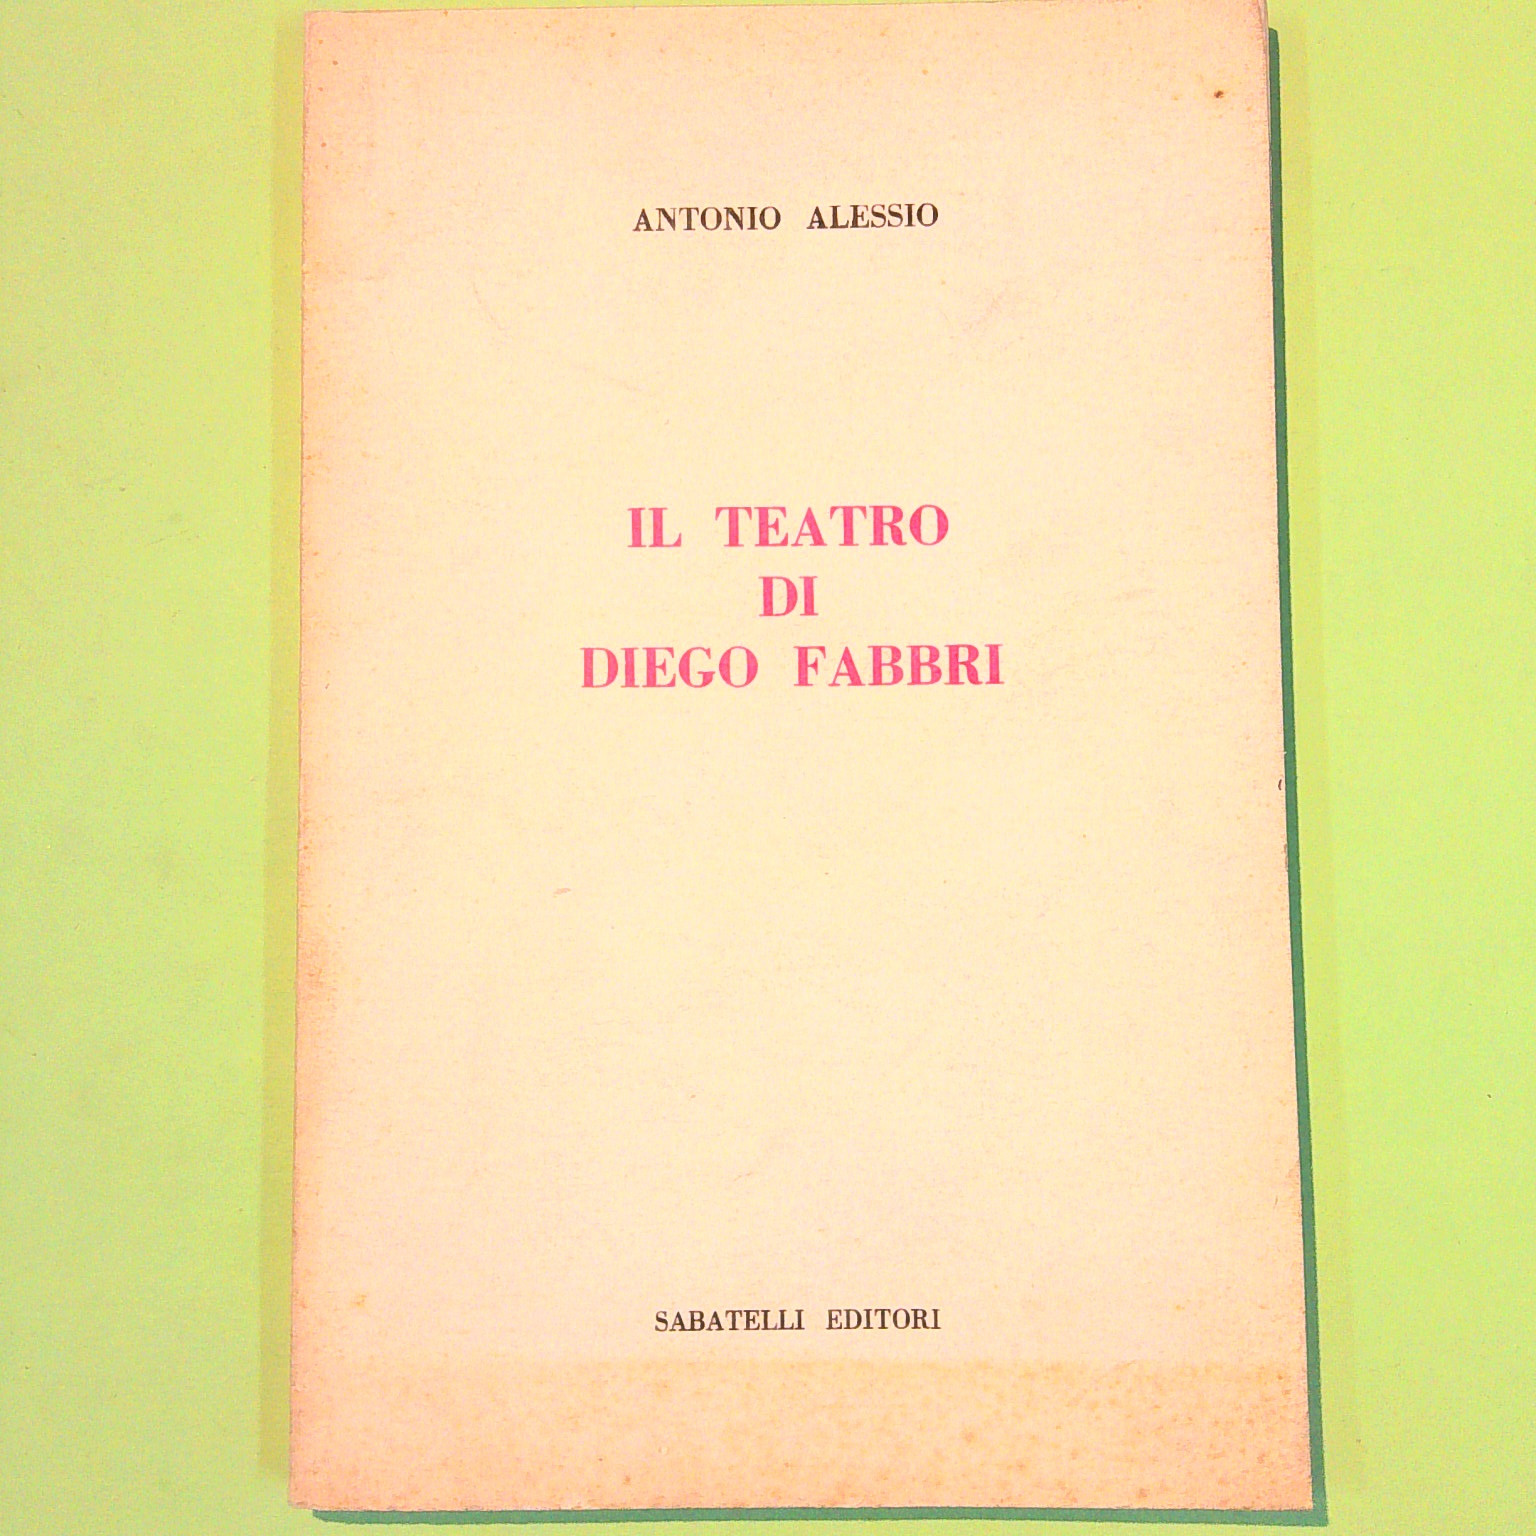 ANTONIO ALESSIO
IL TEATRO
DI
DIEGO FABBRI
SABATELLI EDITORI